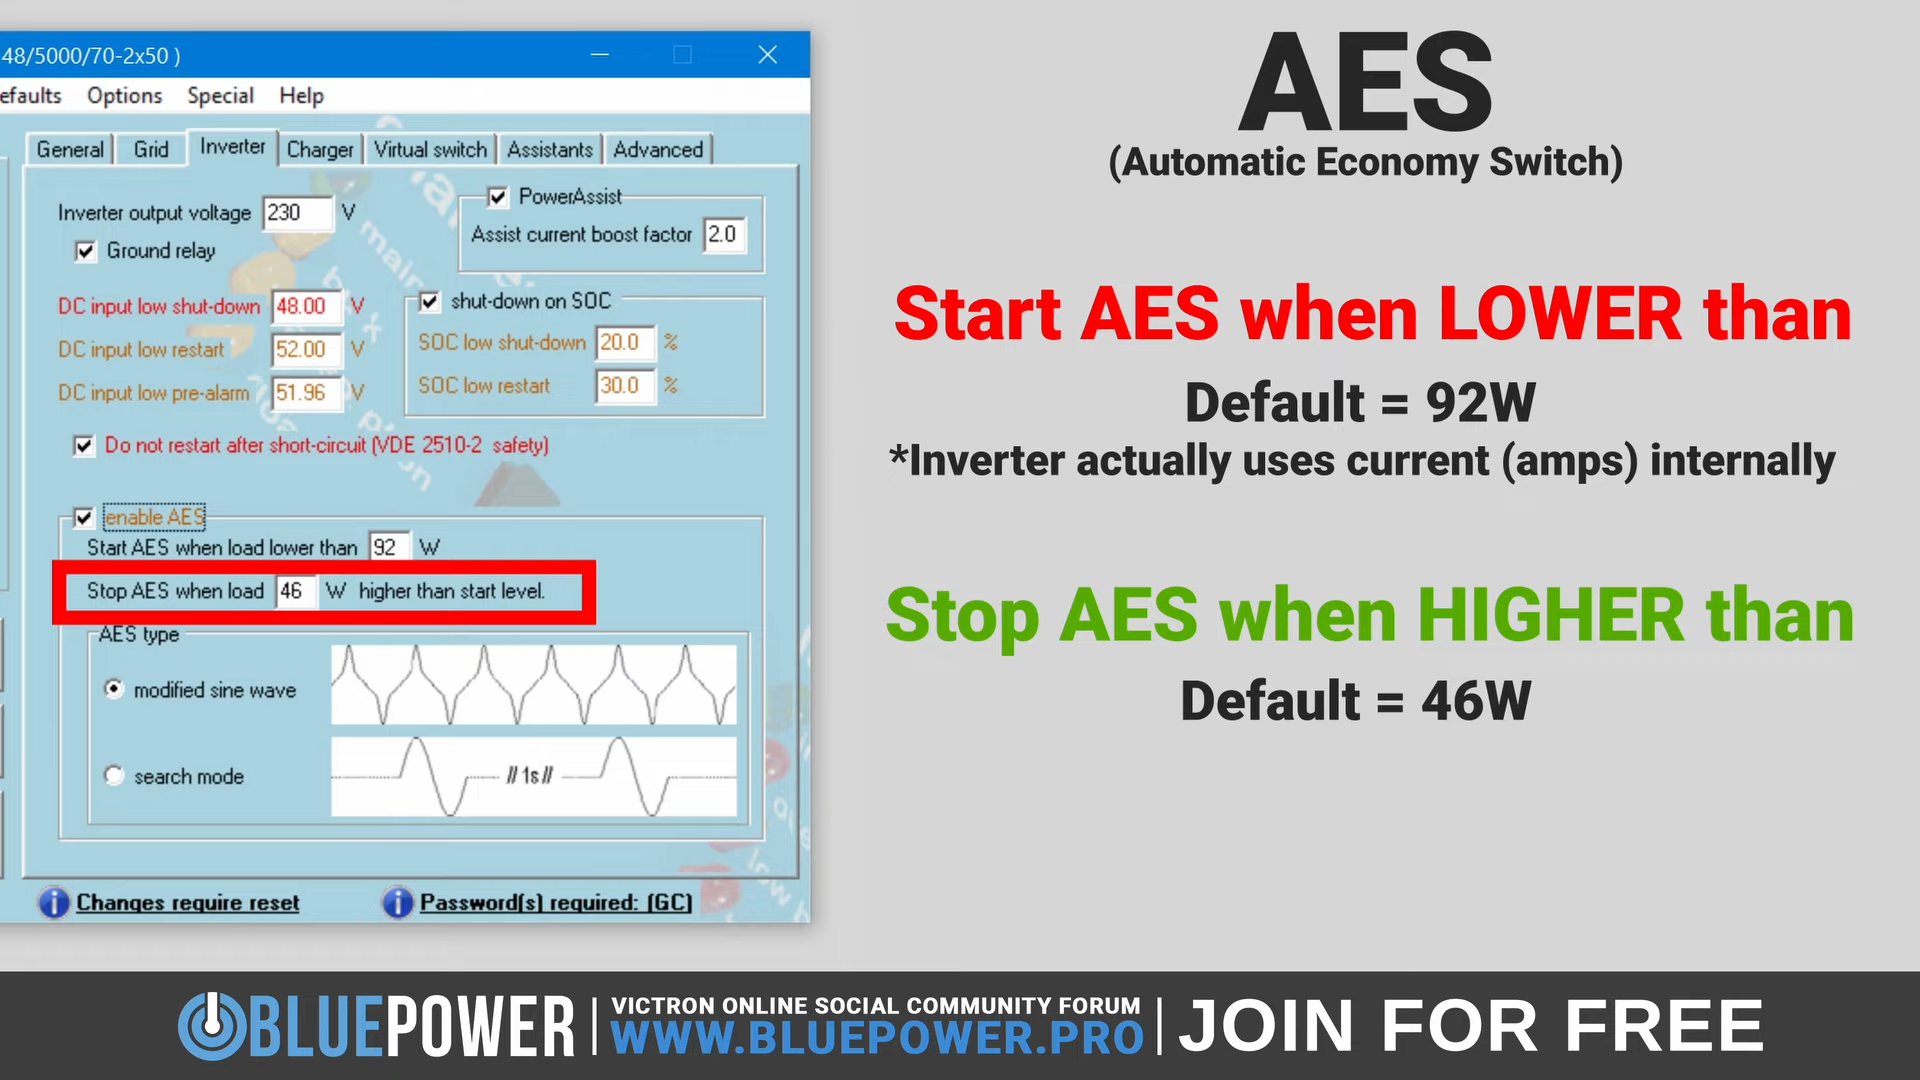 48/5000/70-2x50 )
efaults Options Special Help
General Grid Inverter Charger Virtual switch Assistants Advanced
Inverter output voltage 230 V
Ground relay
PowerAssist
Assist current boost factor 2.0
DC input low shut-down 48.00 V
DC input low restart 52.00 V
DC input low pre-alarm 51.96 V
shut-down on SOC
SOC low shut-down 20.0 %
SOC low restart 30.0 %
Do not restart after short-circuit (VDE 2510-2 safety)
enable AES
Start AES when load lower than 92 W
Stop AES when load 46 W higher than start level.
AES type
modified sine wave
search mode
// 1s //
Changes require reset
Password(s) required: (GC)
AES
(Automatic Economy Switch)
Start AES when LOWER than
Default = 92W
*Inverter actually uses current (amps) internally
Stop AES when HIGHER than
Default = 46W
BLUEPOWER
VICTRON ONLINE SOCIAL COMMUNITY FORUM
WWW.BLUEPOWER.PRO
JOIN FOR FREE